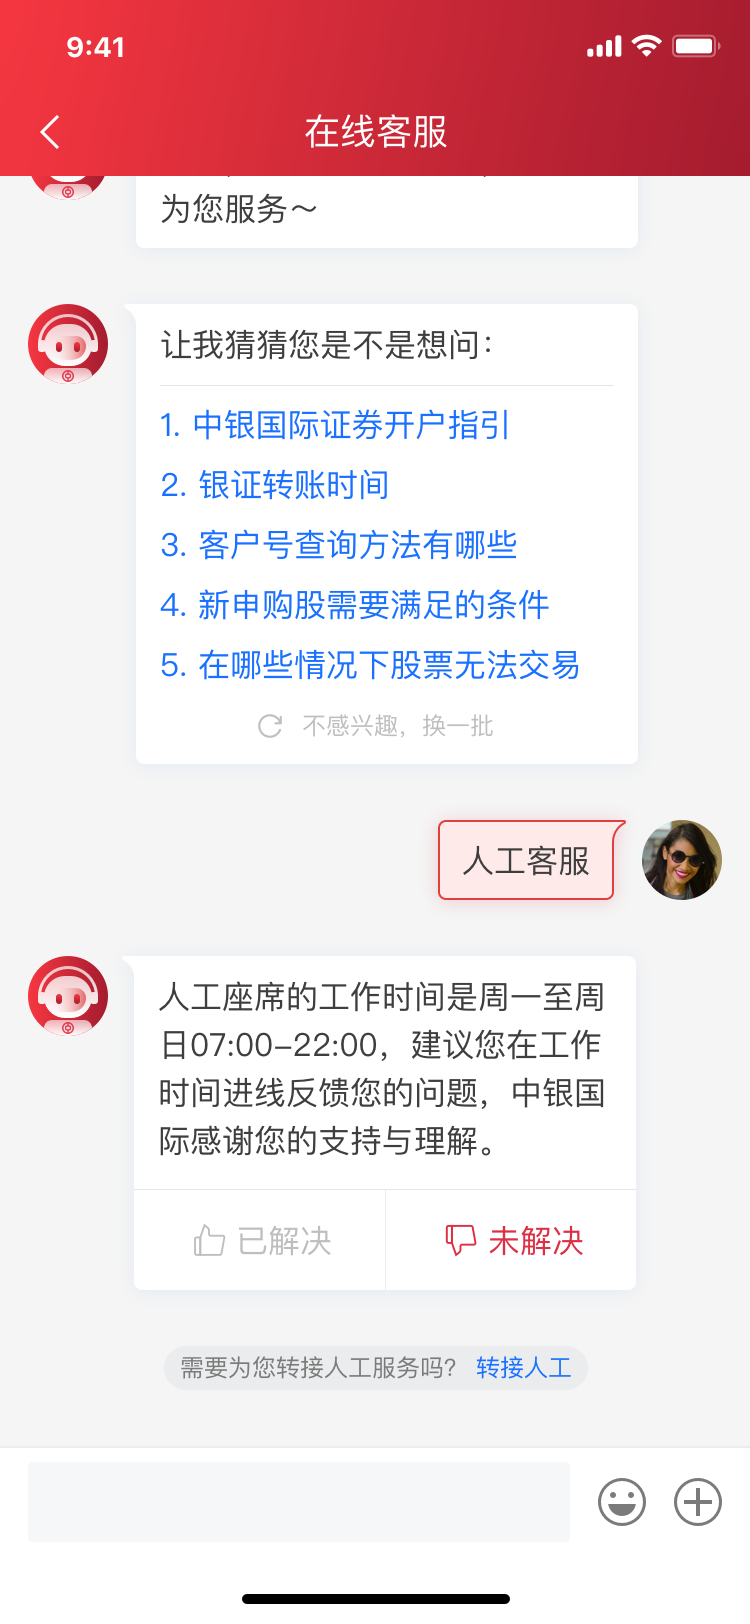 9:41
在线客服
为您服务～
让我猜猜您是不是想问：
1. 中银国际证券开户指引
2. 银证转账时间
3. 客户号查询方法有哪些
4. 新申购股需要满足的条件
5. 在哪些情况下股票无法交易
不感兴趣，换一批
人工客服
人工座席的工作时间是周一至周
日07:00-22:00，建议您在工作
时间进线反馈您的问题，中银国
际感谢您的支持与理解。
已解决
未解决
需要为您转接人工服务吗？ 转接人工